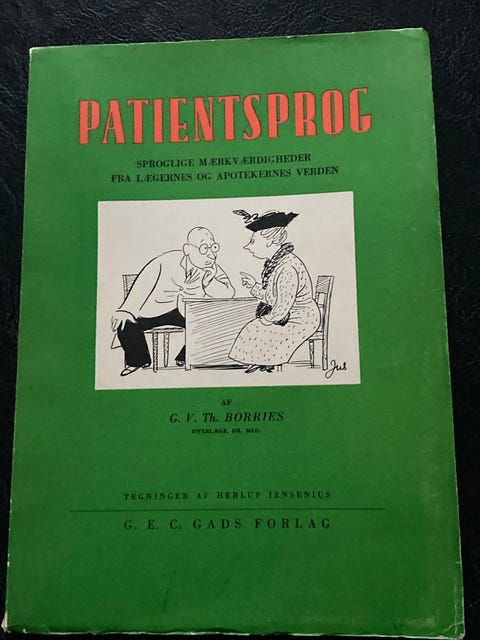 PATIENTSPROG
SPROGLIGE MÆRKVÆRDIGHEDER
FRA LÆGERNES OG APOTEKERNES VERDEN
Jus
AF
G. V. Th. BORRIES
OVERLÆGE, DR. MED.
TEGNINGER AF HERLUF JENSENIUS
G. E. C. GADS FORLAG